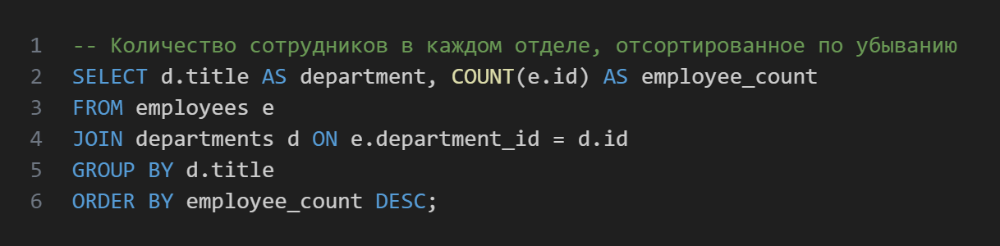 1 -- Количество сотрудников в каждом отделе, отсортированное по убыванию
2 SELECT d.title AS department, COUNT(e.id) AS employee_count
3 FROM employees e
4 JOIN departments d ON e.department_id = d.id
5 GROUP BY d.title
6 ORDER BY employee_count DESC;